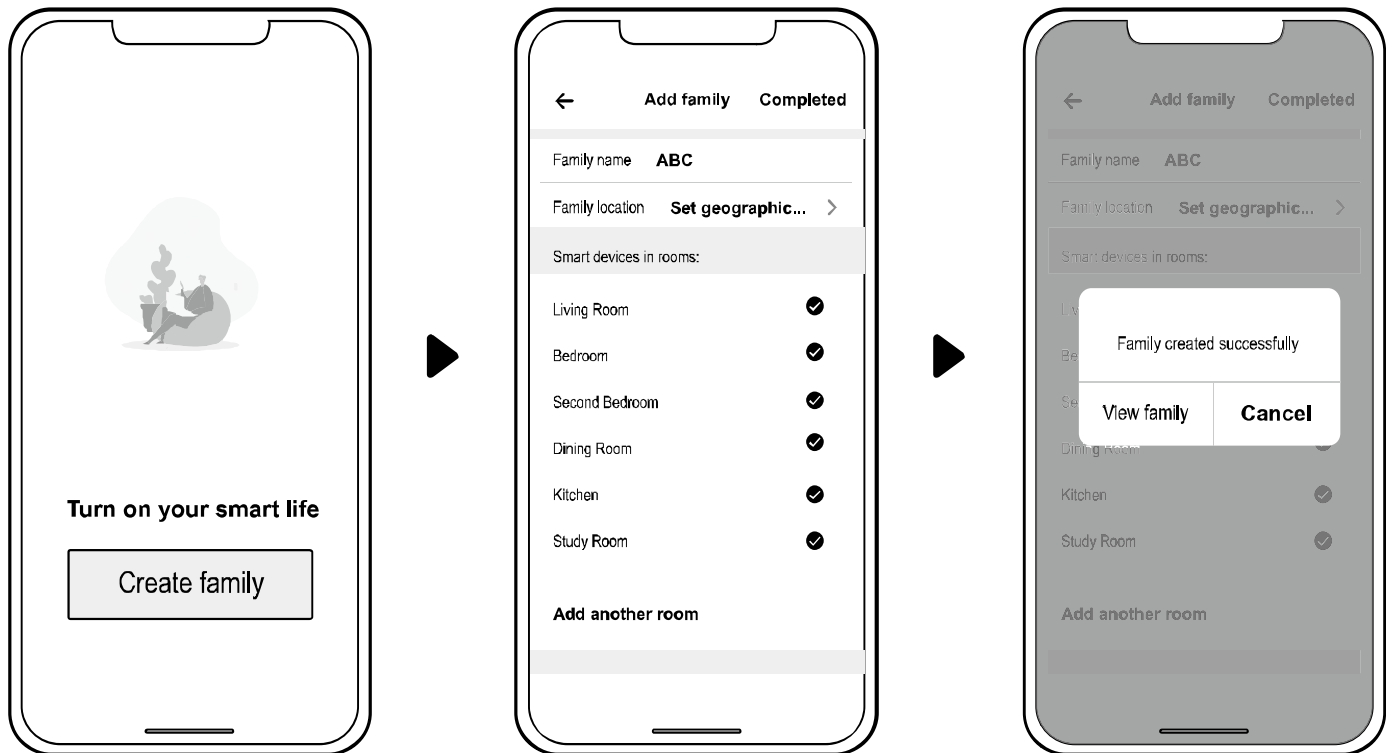 Turn on your smart life
Create family
Add family Completed
Family name ABC
Family location Set geographic...
Smart devices in rooms:
Living Room
Bedroom
Second Bedroom
Dining Room
Kitchen
Study Room
Add another room
Add family Completed
Family name ABC
Family location Set geographic...
Smart devices in rooms:
Family created successfully
View family Cancel
Dining Room
Kitchen
Study Room
Add another room